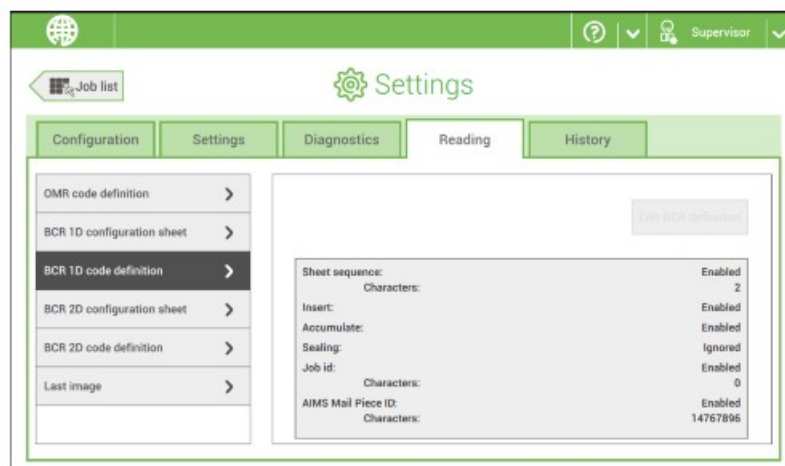 Supervisor
Job list
Settings
Configuration
Settings
Diagnostics
Reading
History
OMR code definition
BCR 1D configuration sheet
BCR 1D code definition
BCR 2D configuration sheet
BCR 2D code definition
Last image
Edit BCR definition
Sheet sequence: Enabled
Characters: 2
Insert: Enabled
Accumulate: Enabled
Sealing: Ignored
Job id: Enabled
Characters: 0
AIMS Mail Piece ID: Enabled
Characters: 14767896